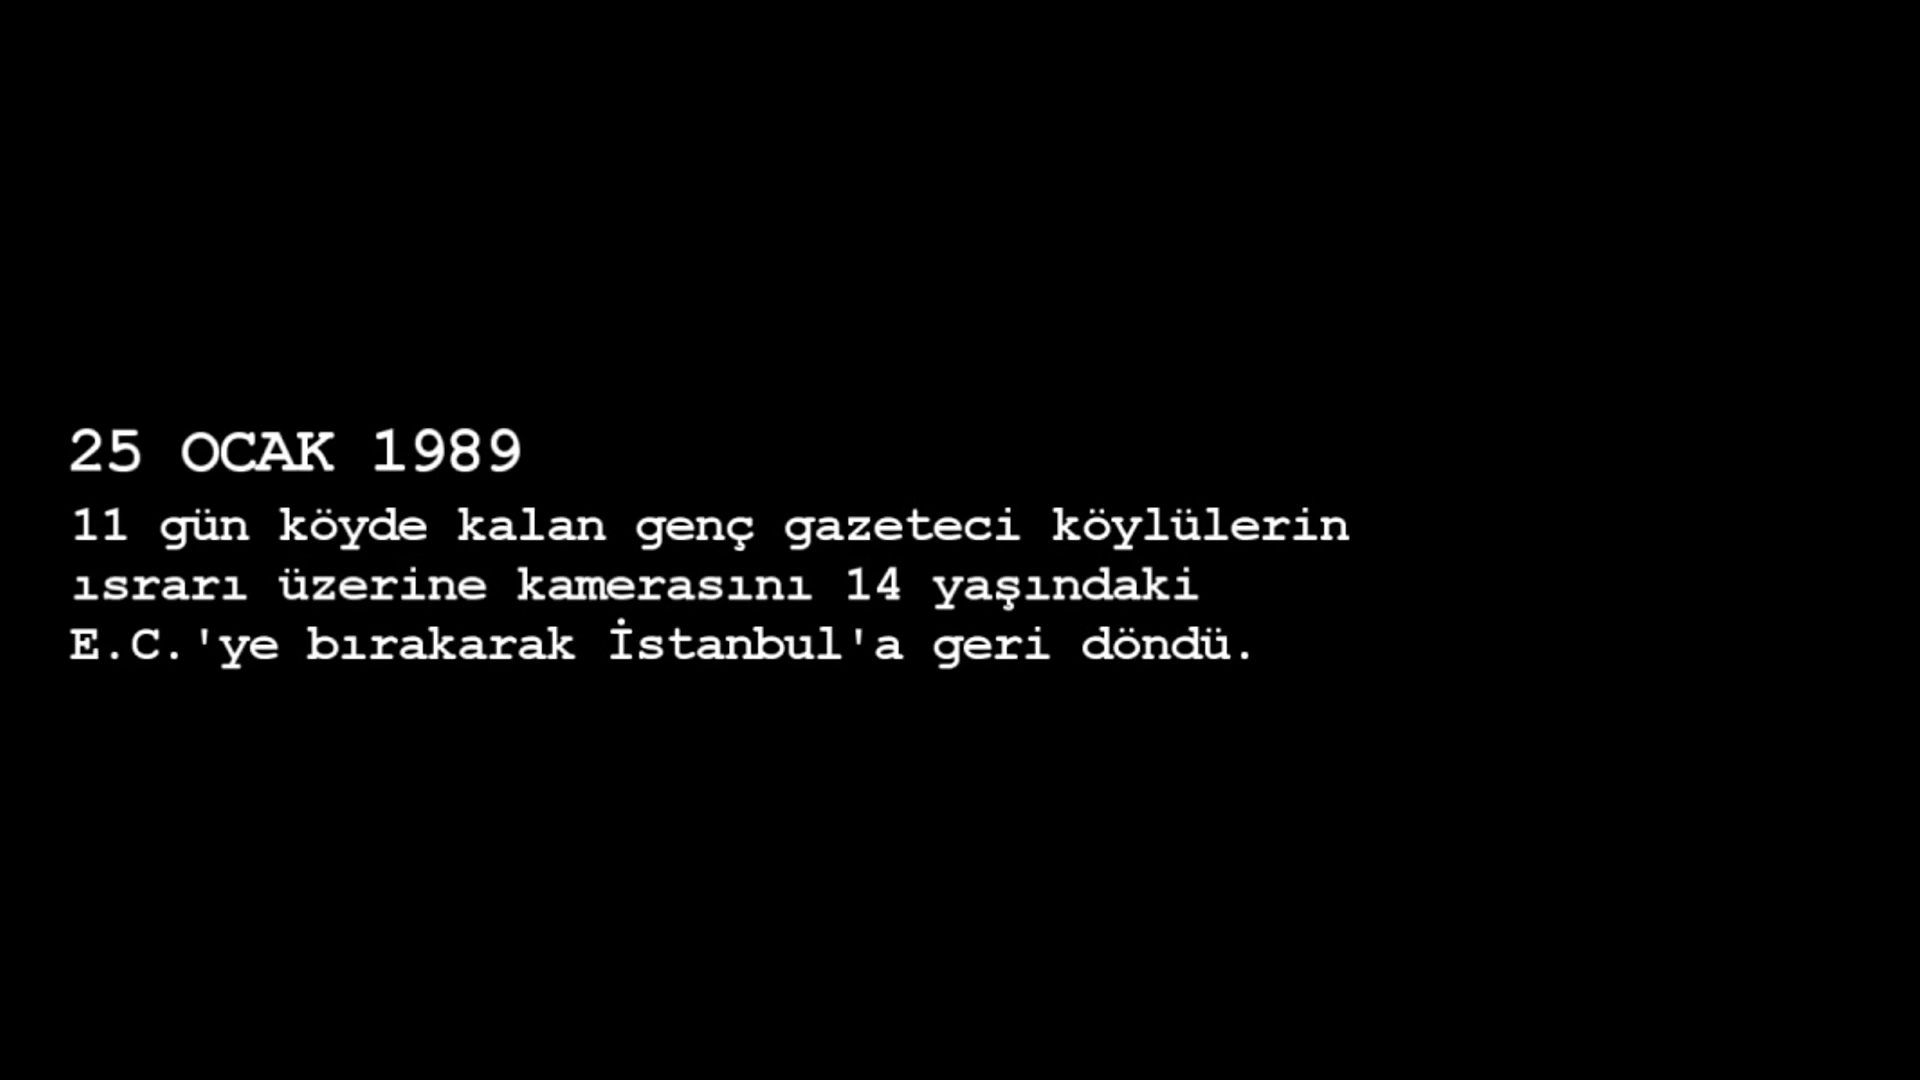 25 OCAK 1989
11 gün köyde kalan genç gazeteci köylülerin
ısrarı üzerine kamerasını 14 yaşındaki
E.C.'ye bırakarak İstanbul'a geri döndü.